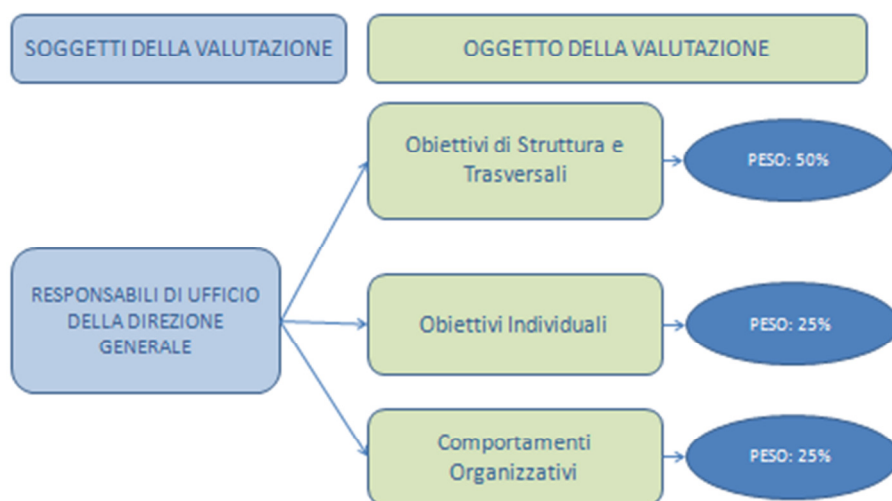 SOGGETTI DELLA VALUTAZIONE
OGGETTO DELLA VALUTAZIONE
Obiettivi di Struttura e
Trasversali
PESO: 50%
RESPONSABILI DI UFFICIO
DELLA DIREZIONE
GENERALE
Obiettivi Individuali
PESO: 25%
Comportamenti
Organizzativi
PESO: 25%